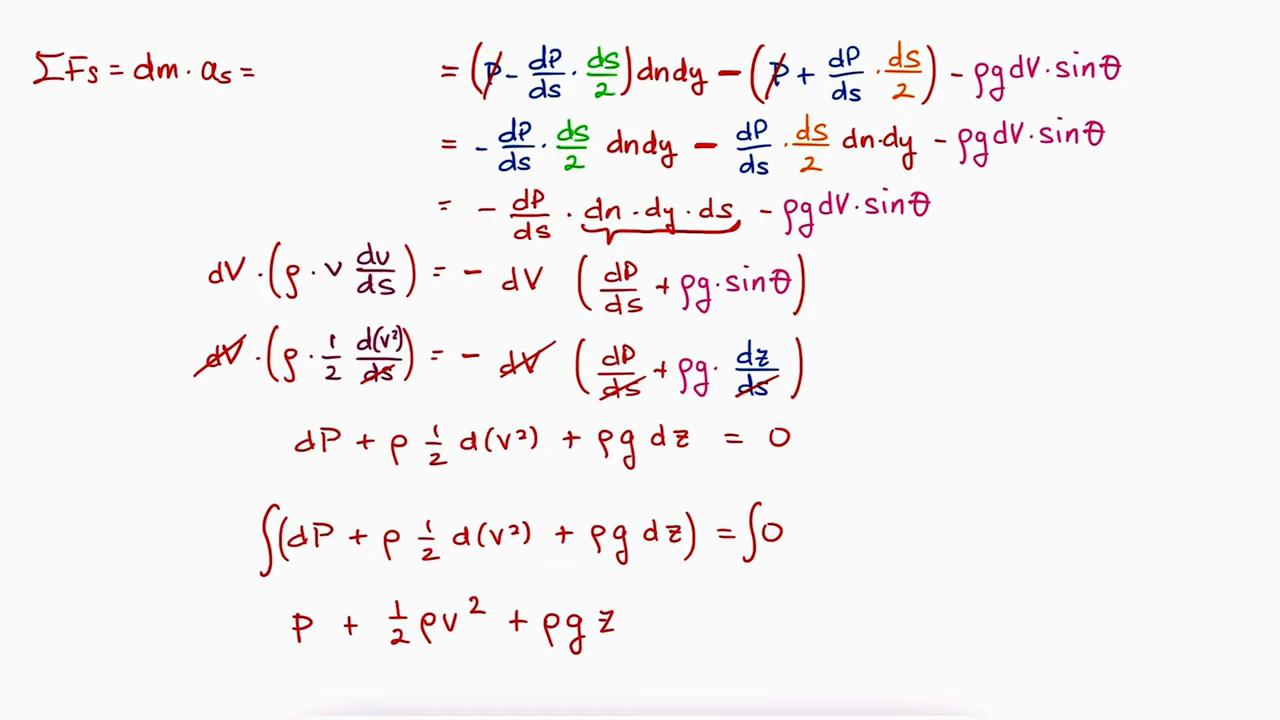 ΣFs = dm · as = = (P - dP/ds · ds/2) dndy - (P + dP/ds · ds/2) - ρgdV · sinθ
= - dP/ds · ds/2 dndy - dP/ds · ds/2 dn·dy - ρgdV · sinθ
= - dP/ds · dn · dy · ds - ρgdV · sinθ
dV · (ρ · v dv/ds) = - dV (dP/ds + ρg · sinθ)
dV · (ρ · 1/2 d(v²)/ds) = - dV (dP/ds + ρg · dz/ds)
dP + ρ 1/2 d(v²) + ρg dz = 0
∫(dP + ρ 1/2 d(v²) + ρg dz) = ∫0
P + 1/2 ρv² + ρg z